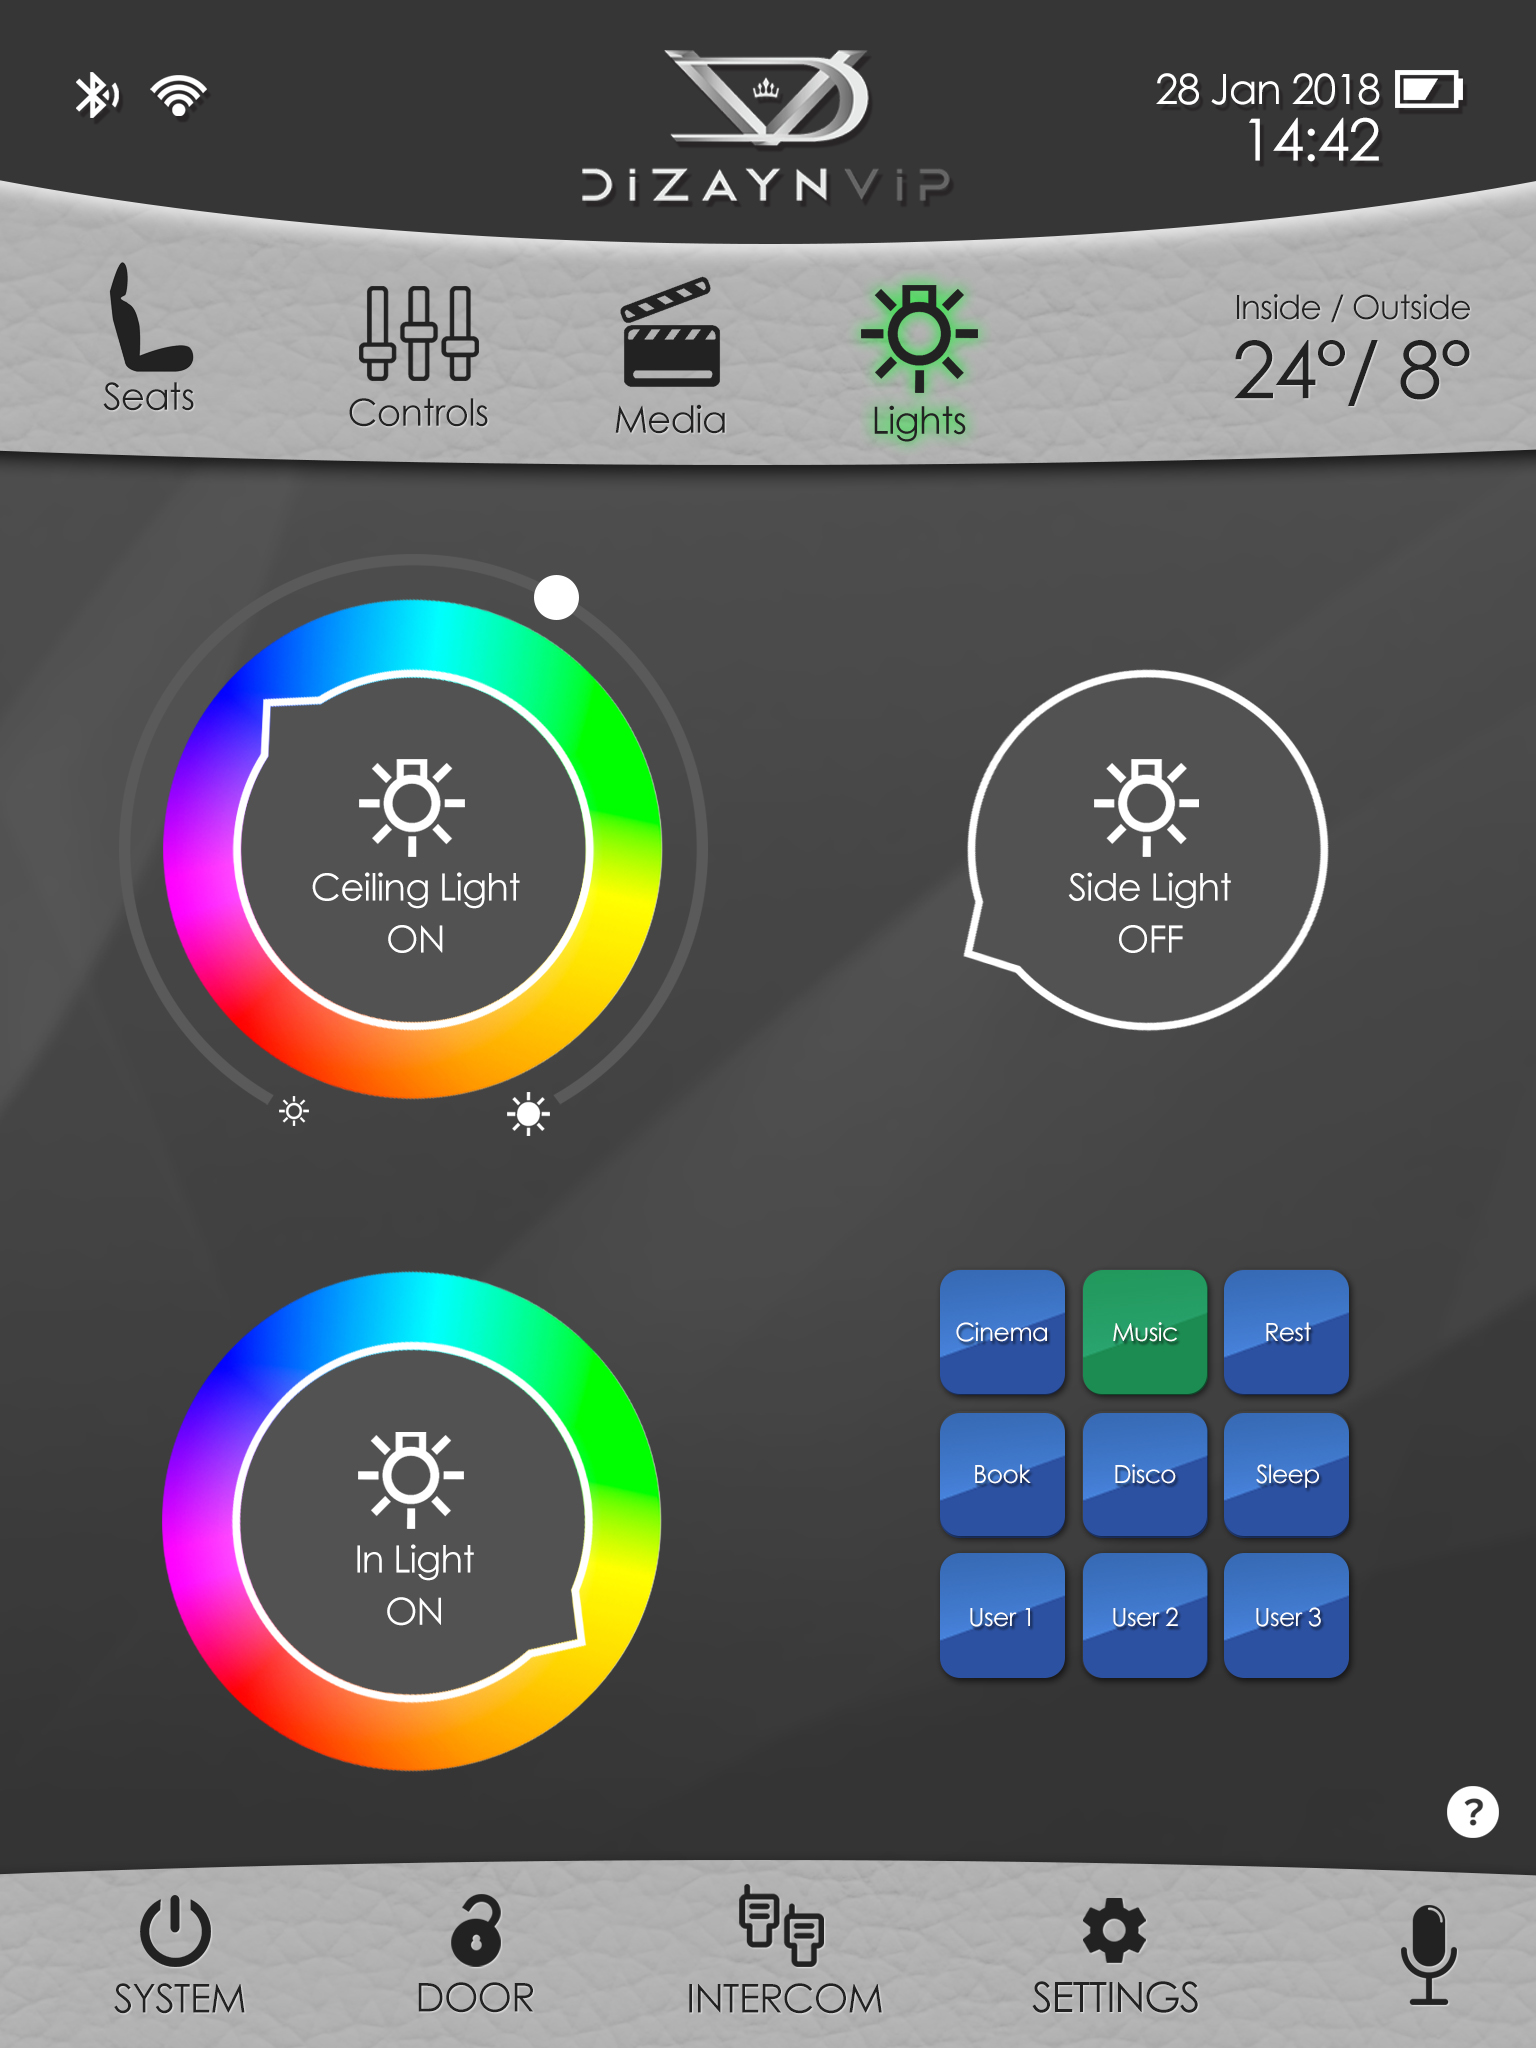 DiZAYNViP
28 Jan 2018
14:42
Seats
Controls
Media
Lights
Inside / Outside
24°/ 8°
Ceiling Light
ON
Side Light
OFF
In Light
ON
Cinema
Music
Rest
Book
Disco
Sleep
User 1
User 2
User 3
?
SYSTEM
DOOR
INTERCOM
SETTINGS